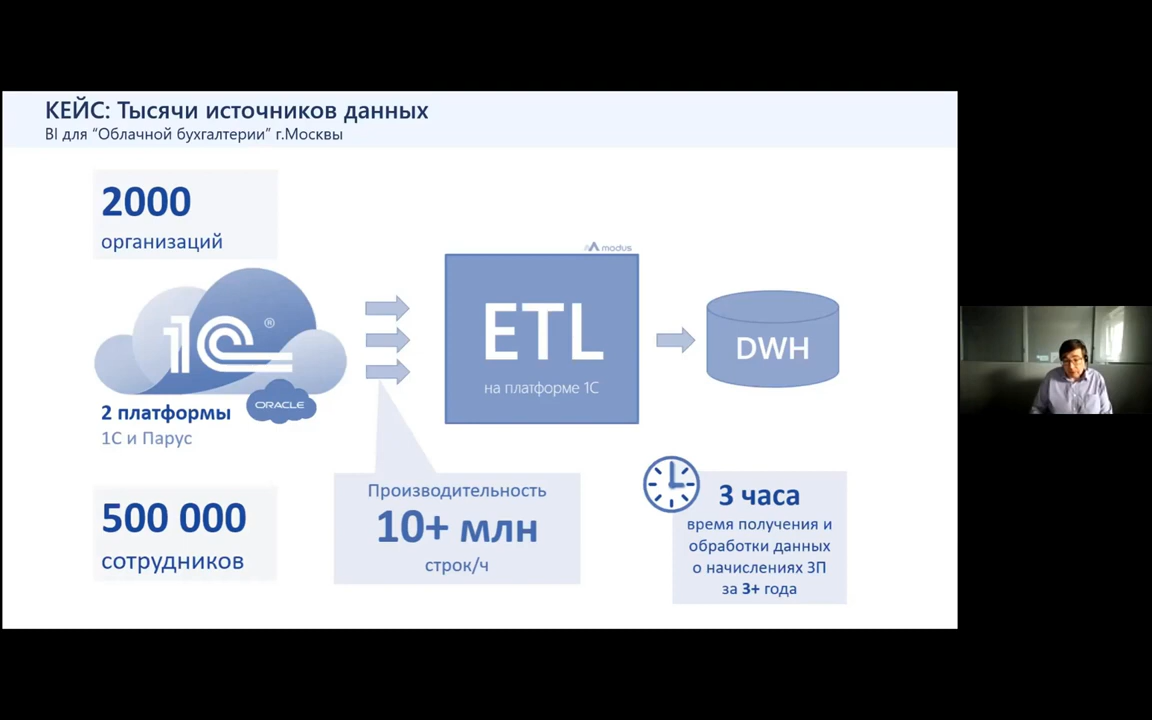 КЕЙС: Тысячи источников данных
BI для “Облачной бухгалтерии” г.Москвы
2000
организаций
1С
®
ORACLE
2 платформы
1С и Парус
500 000
сотрудников
modus
ETL
на платформе 1С
DWH
Производительность
10+ млн
строк/ч
3 часа
время получения и
обработки данных
о начислениях ЗП
за 3+ года